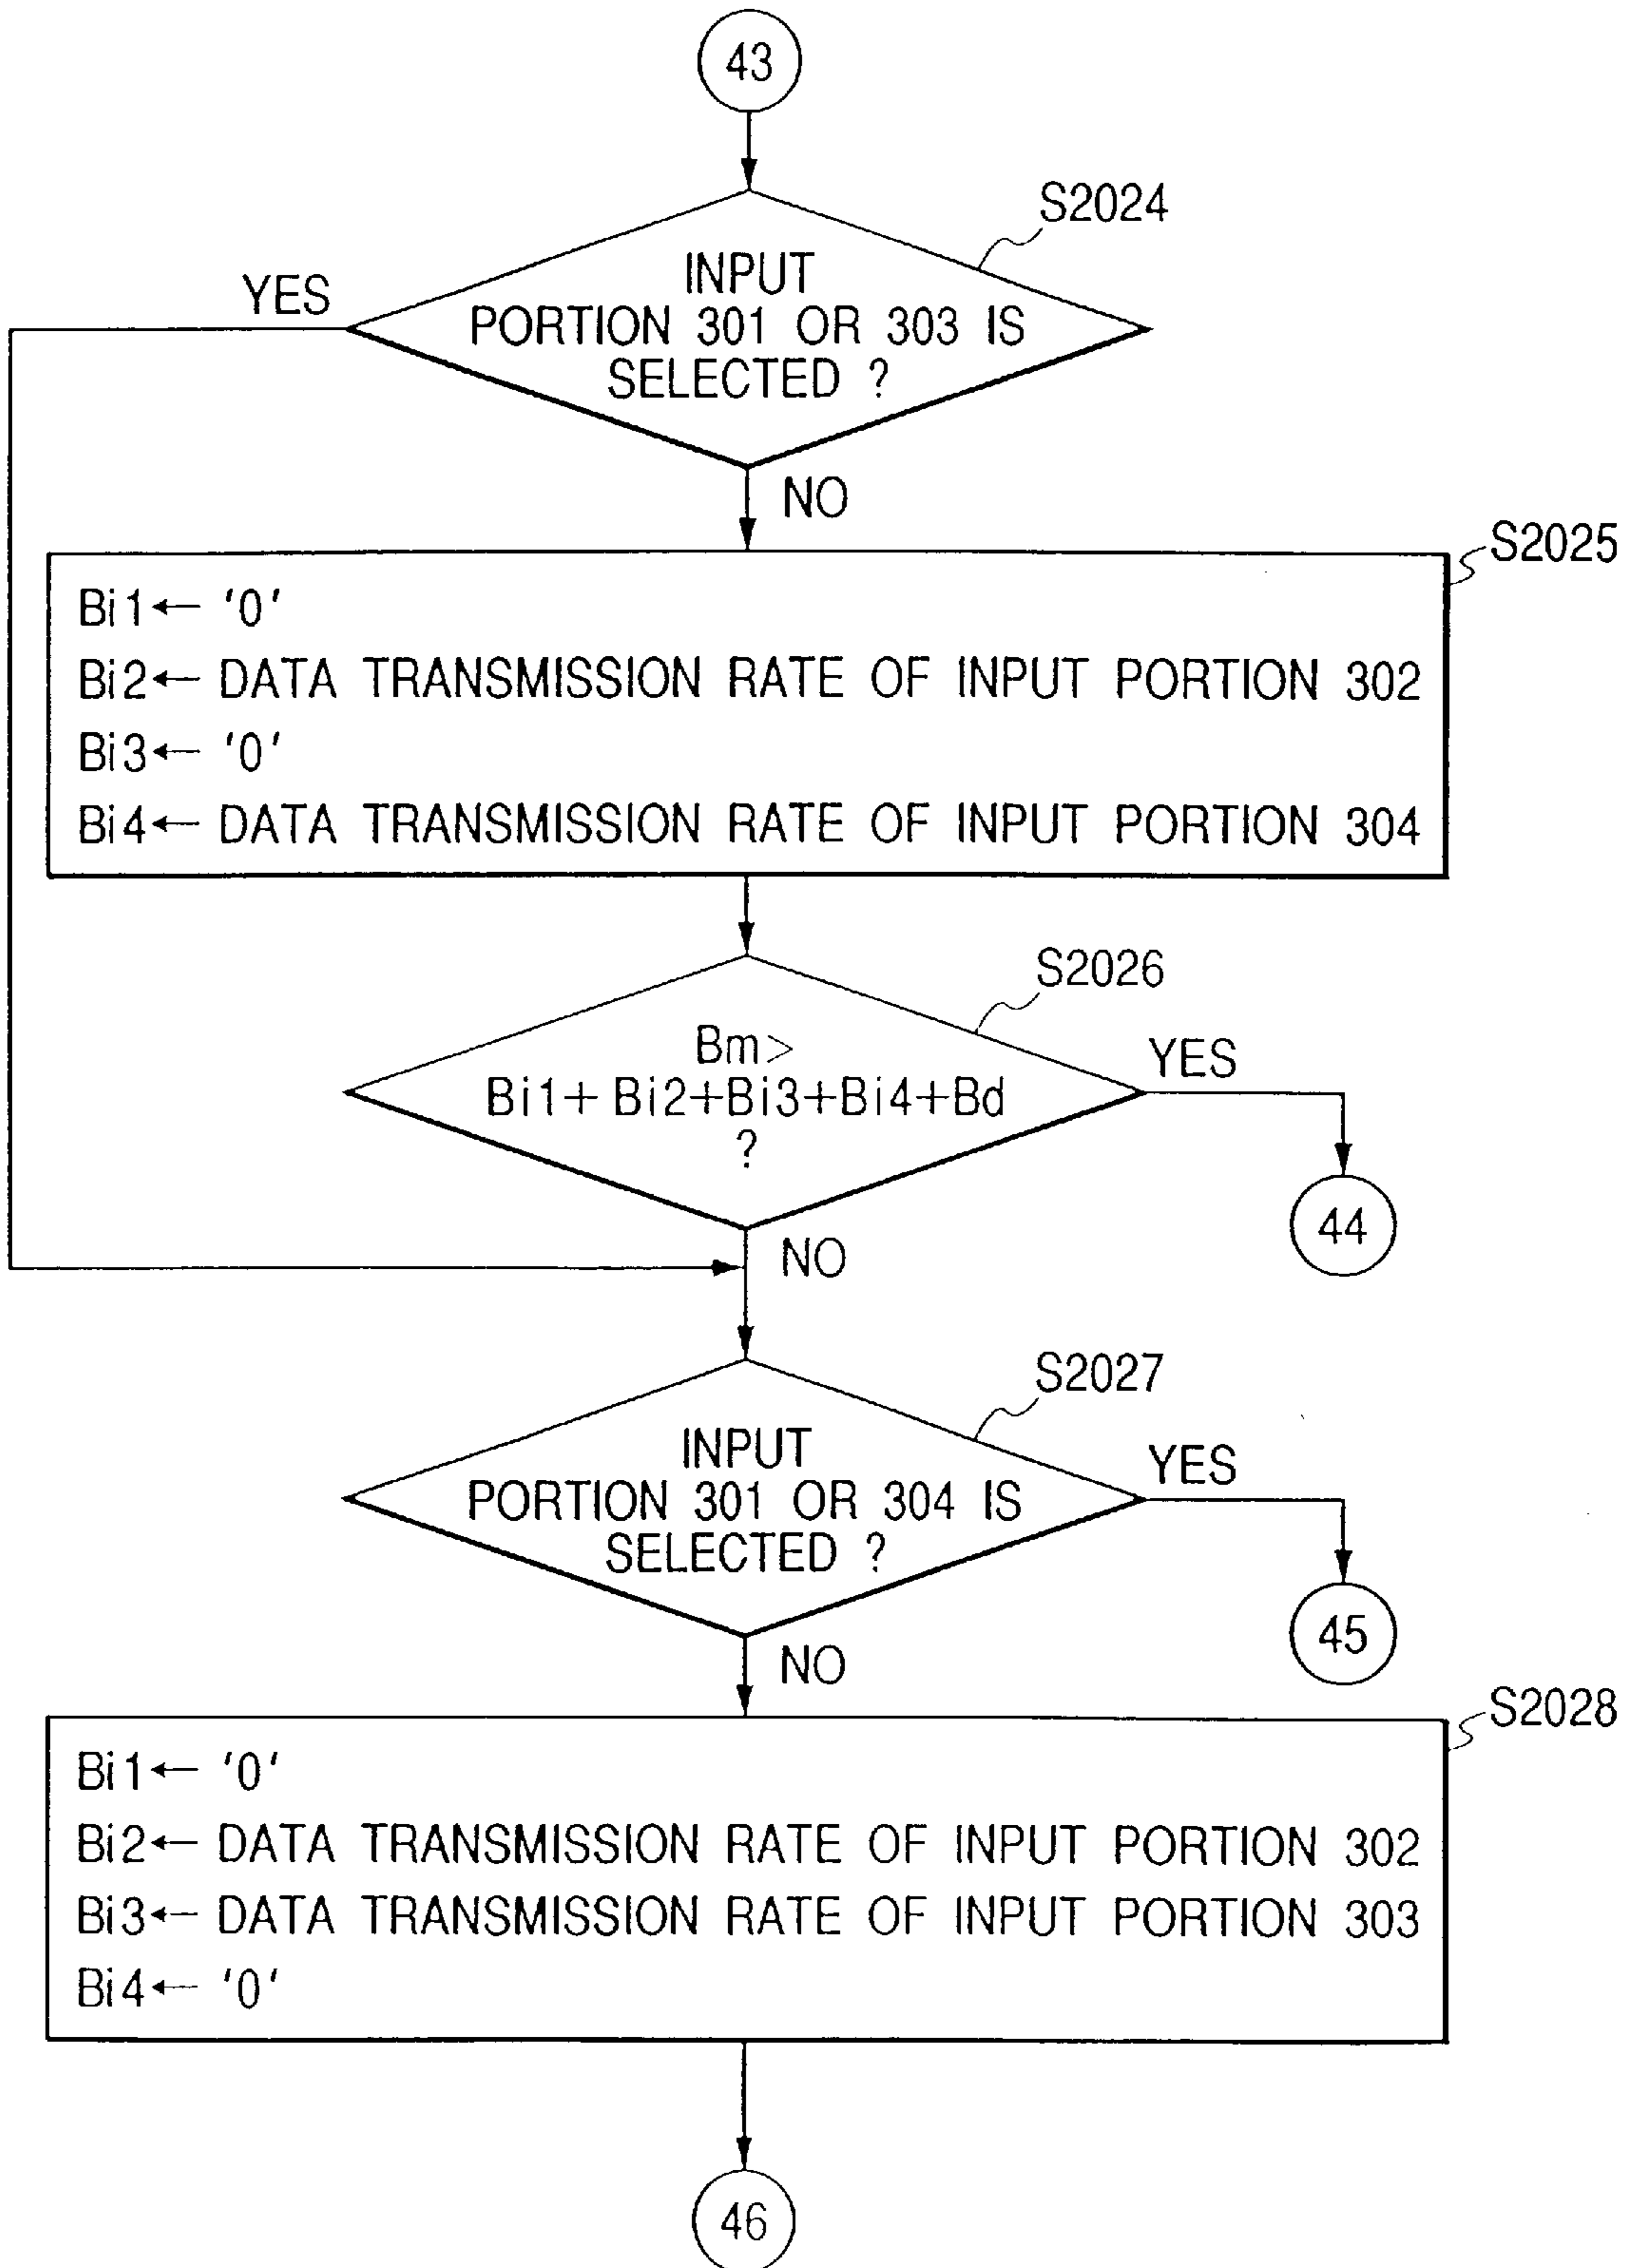 43
S2024
YES
INPUT
PORTION 301 OR 303 IS
SELECTED ?
NO
S2025
Bi1← '0'
Bi2← DATA TRANSMISSION RATE OF INPUT PORTION 302
Bi3← '0'
Bi4← DATA TRANSMISSION RATE OF INPUT PORTION 304
S2026
Bm>
Bi1+ Bi2+Bi3+Bi4+Bd
?
YES
44
NO
S2027
INPUT
PORTION 301 OR 304 IS
SELECTED ?
YES
45
NO
S2028
Bi1← '0'
Bi2← DATA TRANSMISSION RATE OF INPUT PORTION 302
Bi3← DATA TRANSMISSION RATE OF INPUT PORTION 303
Bi4← '0'
46